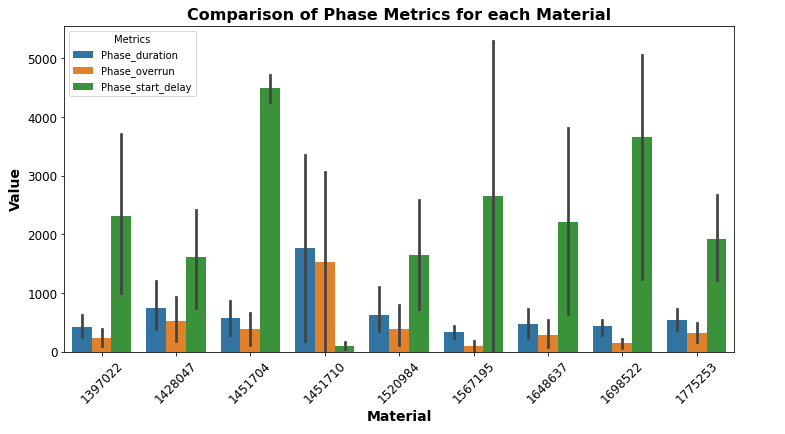 Comparison of Phase Metrics for each Material
Metrics
Phase_duration
Phase_overrun
Phase_start_delay
Value
5000
4000
3000
2000
1000
0
1397022
1428047
1451704
1451710
1520984
1567195
1648637
1698522
1775253
Material